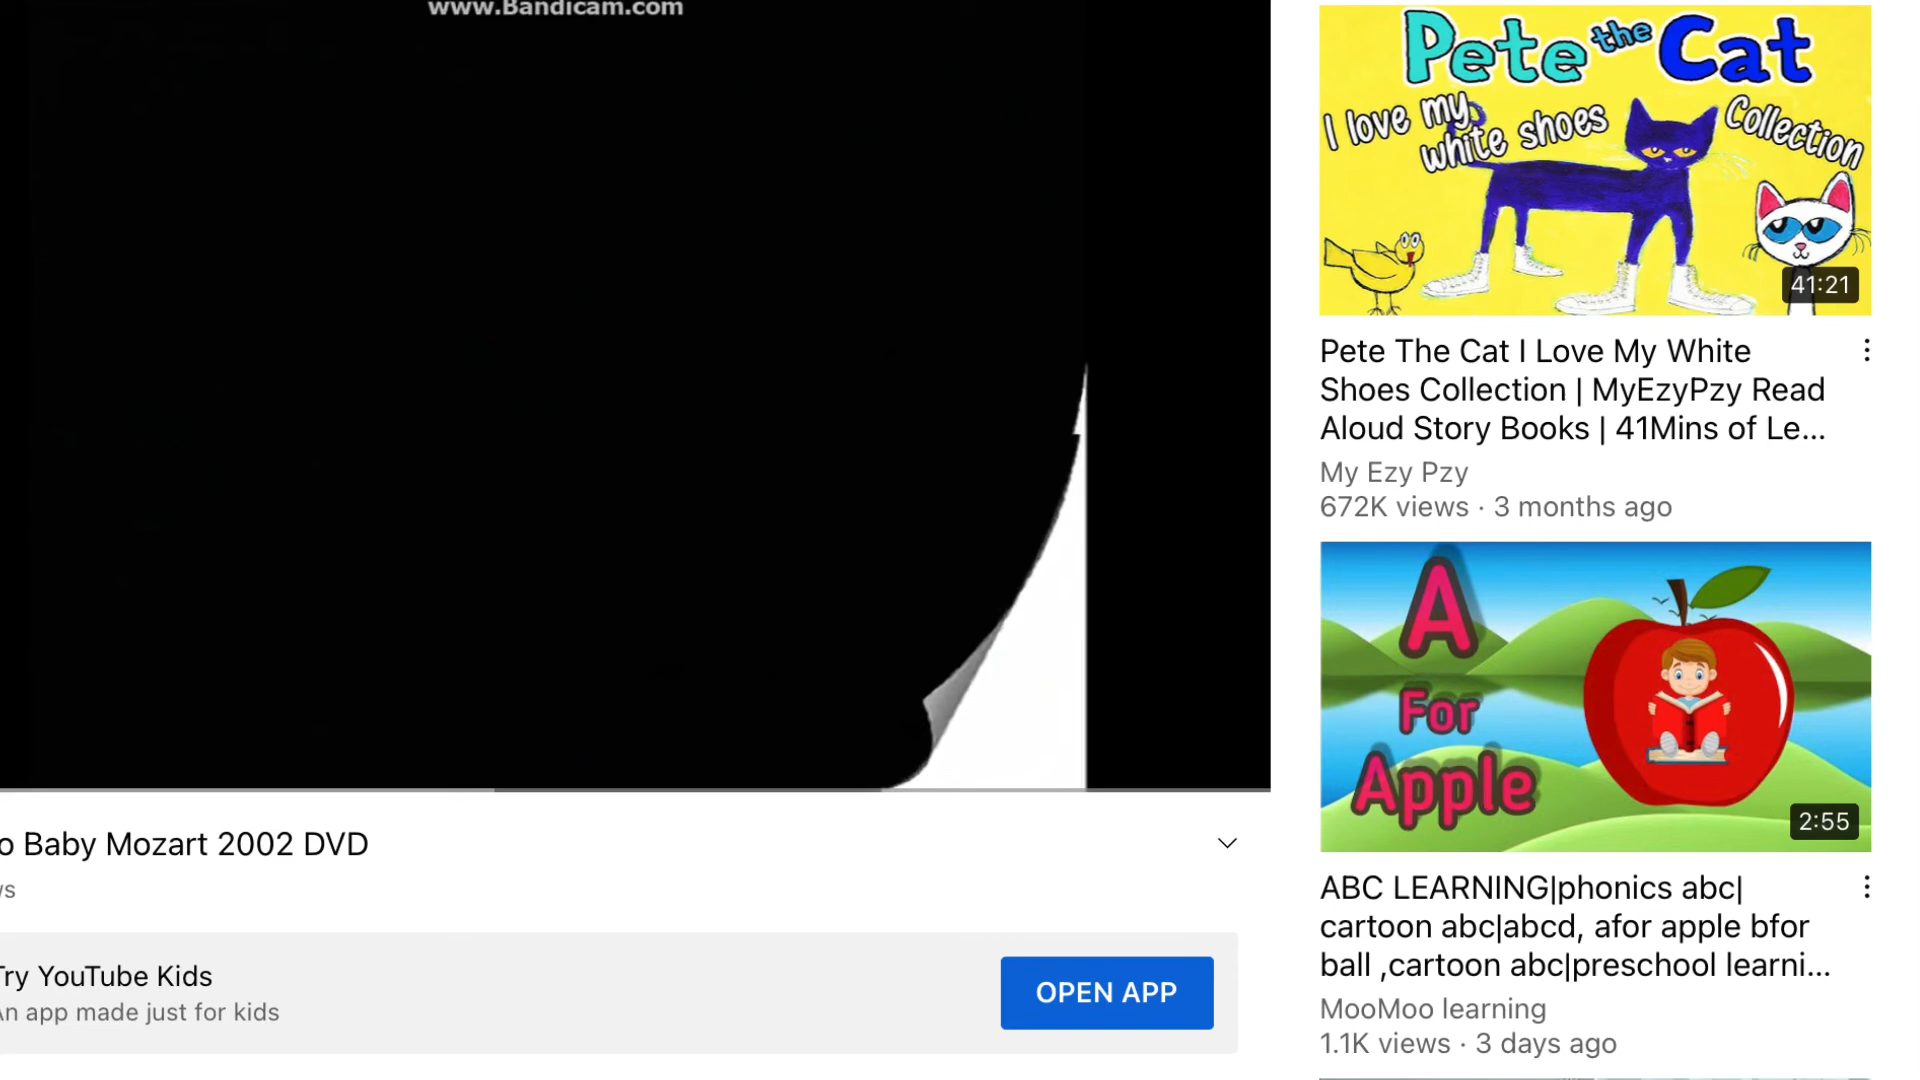 www.Bandicam.com
o Baby Mozart 2002 DVD
ws
Try YouTube Kids
An app made just for kids
OPEN APP
Pete the Cat
I love my white shoes
Collection
41:21
Pete The Cat I Love My White
Shoes Collection | MyEzyPzy Read
Aloud Story Books | 41Mins of Le...
My Ezy Pzy
672K views · 3 months ago
A
For
Apple
2:55
ABC LEARNING|phonics abc|
cartoon abc|abcd, afor apple bfor
ball ,cartoon abc|preschool learni...
MooMoo learning
1.1K views · 3 days ago